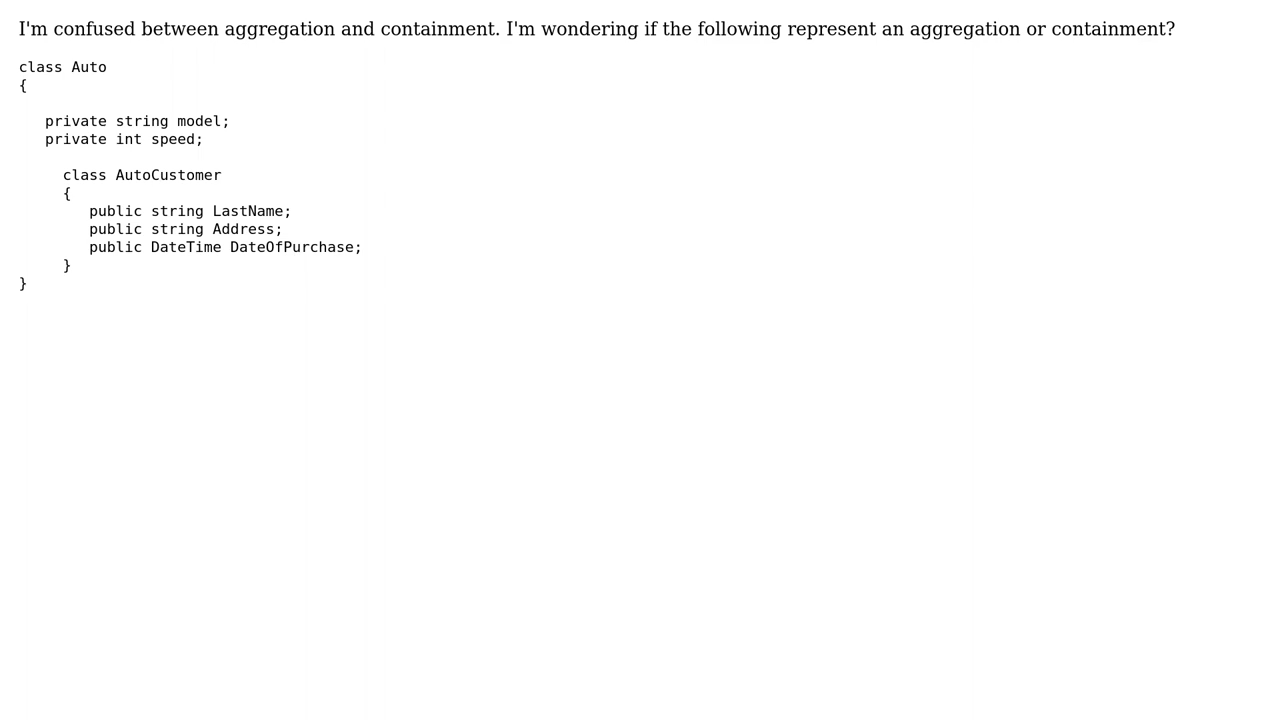 I'm confused between aggregation and containment. I'm wondering if the following represent an aggregation or containment?
class Auto
{
private string model;
private int speed;
class AutoCustomer
{
public string LastName;
public string Address;
public DateTime DateOfPurchase;
}
}